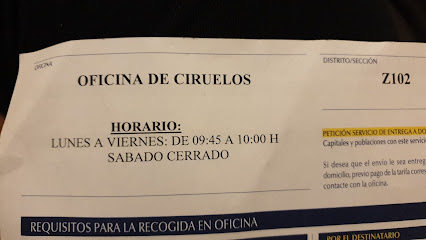 OFICINA
DISTRITO/SECCIÓN
OFICINA DE CIRUELOS
Z102
HORARIO:
LUNES A VIERNES: DE 09:45 A 10:00 H
SABADO CERRADO
PETICIÓN SERVICIO DE ENTREGA A DO
Capitales y poblaciones con este servicio
Si desea que el envío le sea entreg
domicilio, previo pago de la tarifa corre
contacte con la oficina.
REQUISITOS PARA LA RECOGIDA EN OFICINA
POR EL DESTINATARIO